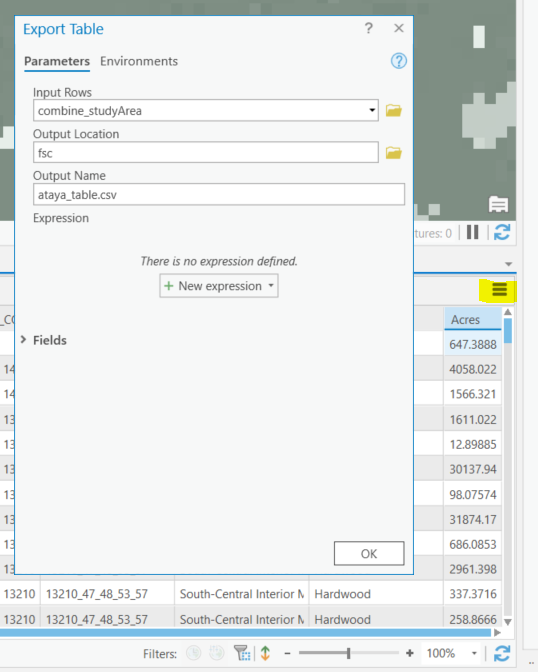 Export Table ? ×
Parameters Environments ?
Input Rows
combine_studyArea
Output Location
fsc
Output Name
ataya_table.csv
Expression
There is no expression defined.
+ New expression
> Fields
OK
tures: 0
_CO Acres
647.3888
14 4058.022
14 1566.321
13 1611.022
13 12.89885
13 30137.94
13 98.07574
13 31874.17
13 686.0853
13 2961.398
13210 13210_47_48_53_57 South-Central Interior M Hardwood 337.3716
13210 13210_47_48_53_57 South-Central Interior M Hardwood 258.8666
Filters: - + 100%
..